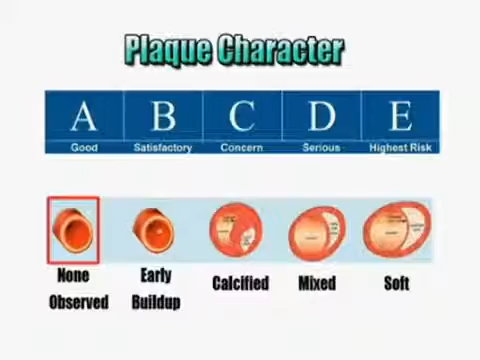 Plaque Character
A B C D E
Good Satisfactory Concern Serious Highest Risk
None Early Calcified Mixed Soft
Observed Buildup